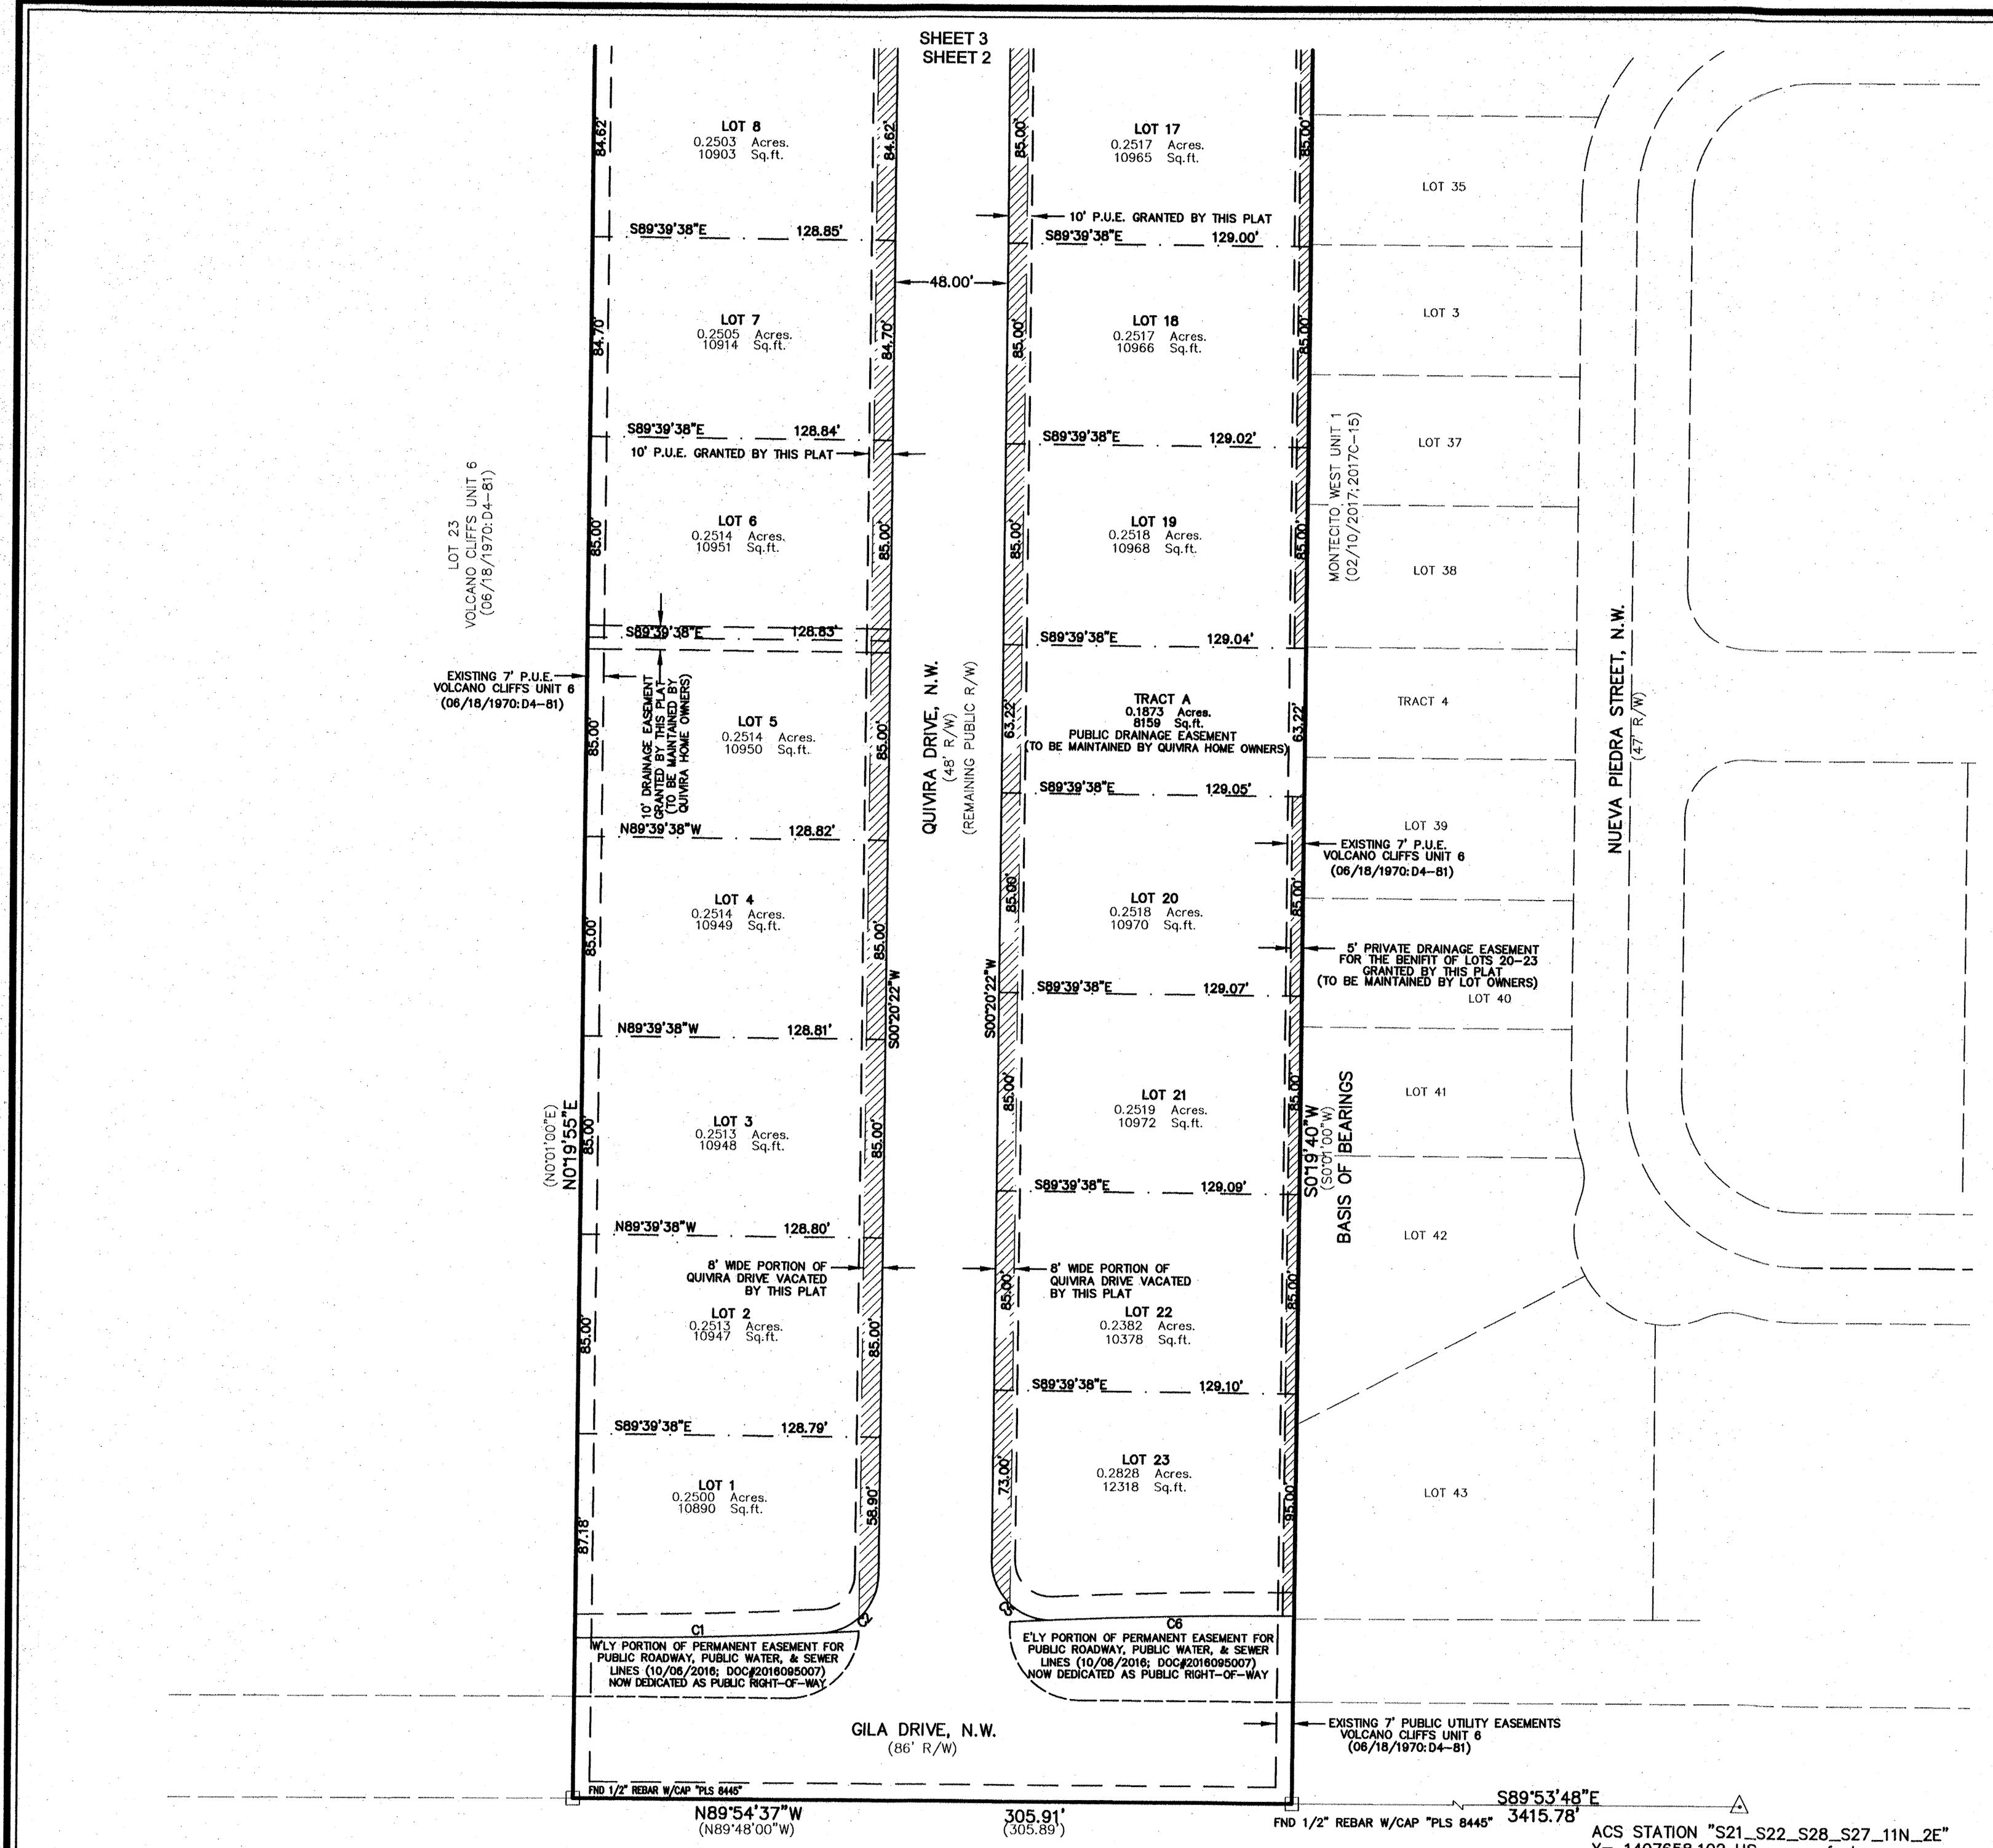 SHEET 3
SHEET 2
84.62'
LOT 8
0.2503 Acres.
10903 Sq.ft.
84.62'
85.00'
LOT 17
0.2517 Acres.
10965 Sq.ft.
85.00'
LOT 35
10' P.U.E. GRANTED BY THIS PLAT
S89°39'38"E 128.85'
S89°39'38"E 129.00'
48.00'
84.70'
LOT 7
0.2505 Acres.
10914 Sq.ft.
84.70'
85.00'
LOT 18
0.2517 Acres.
10966 Sq.ft.
85.00'
LOT 3
S89°39'38"E 128.84'
10' P.U.E. GRANTED BY THIS PLAT
S89°39'38"E 129.02'
LOT 37
MONTECITO WEST UNIT 1
(02/10/2017;2017C-15)
LOT 23
VOLCANO CLIFFS UNIT 6
(06/18/1970:D4-81)
85.00'
LOT 6
0.2514 Acres.
10951 Sq.ft.
85.00'
85.00'
LOT 19
0.2518 Acres.
10968 Sq.ft.
85.00'
LOT 38
S89°39'38"E 128.83'
S89°39'38"E 129.04'
EXISTING 7' P.U.E.
VOLCANO CLIFFS UNIT 6
(06/18/1970:D4-81)
85.00'
10' DRAINAGE EASEMENT
GRANTED BY THIS PLAT
(TO BE MAINTAINED BY
QUIVIRA HOME OWNERS)
LOT 5
0.2514 Acres.
10950 Sq.ft.
85.00'
QUIVIRA DRIVE, N.W.
(48' R/W)
(REMAINING PUBLIC R/W)
63.22'
TRACT A
0.1873 Acres.
8159 Sq.ft.
PUBLIC DRAINAGE EASEMENT
(TO BE MAINTAINED BY QUIVIRA HOME OWNERS)
63.22'
TRACT 4
NUEVA PIEDRA STREET, N.W.
(47' R/W)
N89°39'38"W 128.82'
S89°39'38"E 129.05'
LOT 39
EXISTING 7' P.U.E.
VOLCANO CLIFFS UNIT 6
(06/18/1970:D4-81)
85.00'
LOT 4
0.2514 Acres.
10949 Sq.ft.
85.00'
85.00'
LOT 20
0.2518 Acres.
10970 Sq.ft.
85.00'
5' PRIVATE DRAINAGE EASEMENT
FOR THE BENIFIT OF LOTS 20-23
GRANTED BY THIS PLAT
(TO BE MAINTAINED BY LOT OWNERS)
LOT 40
S00°20'22"W
S00°20'22"W
N89°39'38"W 128.81'
S89°39'38"E 129.07'
(N0°01'00"E)
N0°19'55"E
85.00'
LOT 3
0.2513 Acres.
10948 Sq.ft.
85.00'
85.00'
LOT 21
0.2519 Acres.
10972 Sq.ft.
85.00'
S0°19'40"W
(S0°01'00"W)
BASIS OF BEARINGS
LOT 41
N89°39'38"W 128.80'
S89°39'38"E 129.09'
LOT 42
8' WIDE PORTION OF
QUIVIRA DRIVE VACATED
BY THIS PLAT
8' WIDE PORTION OF
QUIVIRA DRIVE VACATED
BY THIS PLAT
85.00'
LOT 2
0.2513 Acres.
10947 Sq.ft.
85.00'
85.00'
LOT 22
0.2382 Acres.
10378 Sq.ft.
85.00'
S89°39'38"E 128.79'
S89°39'38"E 129.10'
87.18'
LOT 1
0.2500 Acres.
10890 Sq.ft.
58.90'
73.00'
LOT 23
0.2828 Acres.
12318 Sq.ft.
95.00'
LOT 43
C1
C2
C6
W'LY PORTION OF PERMANENT EASEMENT FOR
PUBLIC ROADWAY, PUBLIC WATER, & SEWER
LINES (10/06/2016; DOC#2016095007)
NOW DEDICATED AS PUBLIC RIGHT-OF-WAY
E'LY PORTION OF PERMANENT EASEMENT FOR
PUBLIC ROADWAY, PUBLIC WATER, & SEWER
LINES (10/06/2016; DOC#2016095007)
NOW DEDICATED AS PUBLIC RIGHT-OF-WAY
GILA DRIVE, N.W.
(86' R/W)
EXISTING 7' PUBLIC UTILITY EASEMENTS
VOLCANO CLIFFS UNIT 6
(06/18/1970:D4-81)
FND 1/2" REBAR W/CAP "PLS 8445"
N89°54'37"W 305.91'
(N89°48'00"W) (305.89')
FND 1/2" REBAR W/CAP "PLS 8445"
S89°53'48"E
3415.78'
ACS STATION "S21_S22_S28_S27_11N_2E"